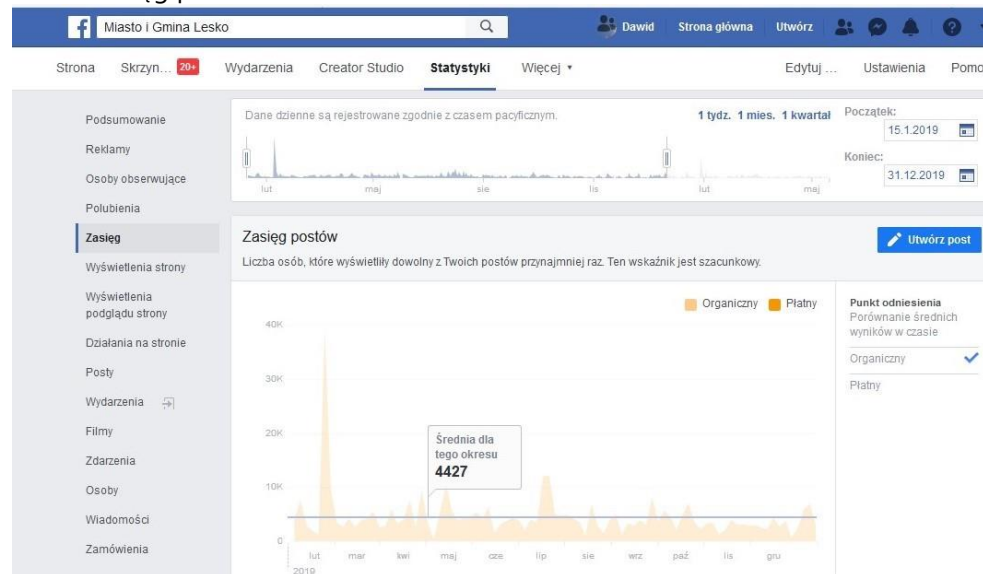 Miasto i Gmina Lesko
Dawid Strona główna Utwórz
Strona Skrzyn... 20+ Wydarzenia Creator Studio Statystyki Więcej Edytuj ... Ustawienia Pomo
Podsumowanie
Reklamy
Osoby obserwujące
Polubienia
Zasięg
Wyświetlenia strony
Wyświetlenia
podglądu strony
Działania na stronie
Posty
Wydarzenia
Filmy
Zdarzenia
Osoby
Wiadomości
Zamówienia
Dane dzienne są rejestrowane zgodnie z czasem pacyficznym. 1 tydz. 1 mies. 1 kwartał
Początek:
15.1.2019
Koniec:
31.12.2019
lut maj sie lis lut maj
Zasięg postów
Utwórz post
Liczba osób, które wyświetliły dowolny z Twoich postów przynajmniej raz. Ten wskaźnik jest szacunkowy.
Organiczny Płatny
40K
30K
20K
10K
0
Średnia dla
tego okresu
4427
lut mar kwi maj cze lip sie wrz paź lis gru
2019
Punkt odniesienia
Porównanie średnich
wyników w czasie
Organiczny
Płatny